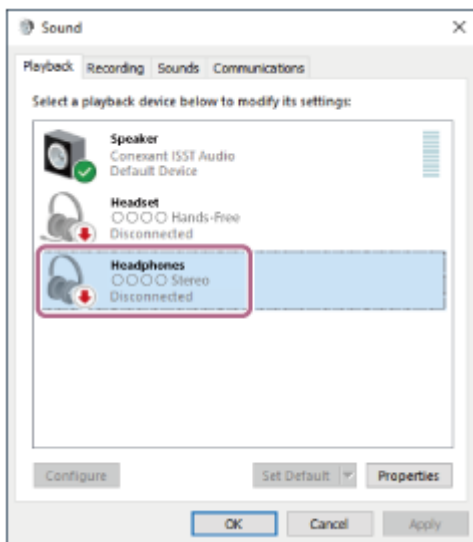 Sound
Playback Recording Sounds Communications
Select a playback device below to modify its settings:
Speaker
Conexant ISST Audio
Default Device
Headset
○○○○ Hands-Free
Disconnected
Headphones
○○○○ Stereo
Disconnected
Configure Set Default Properties
OK Cancel Apply